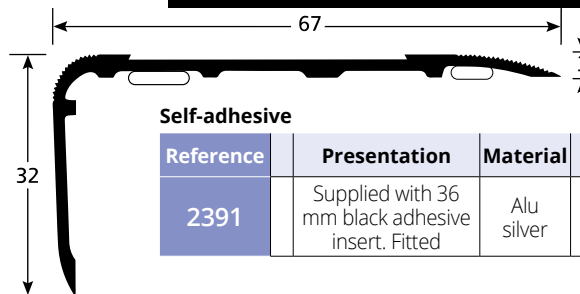 67
32
Self-adhesive
Reference Presentation Material
2391 Supplied with 36 mm black adhesive insert. Fitted Alu silver